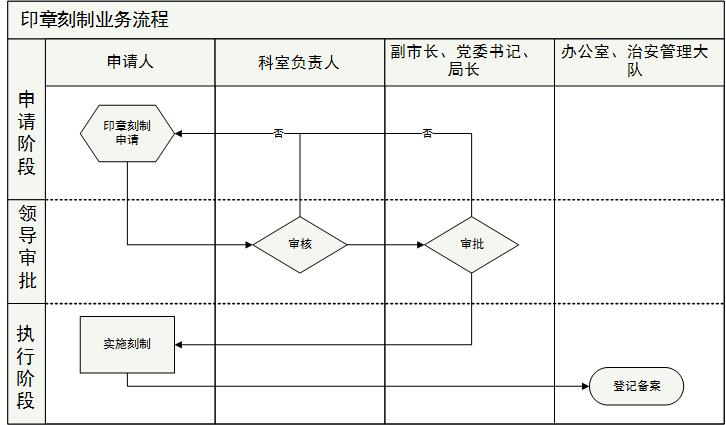 印章刻制业务流程
申请人
科室负责人
副市长、党委书记、
局长
办公室、治安管理大
队
申请阶段
印章刻制
申请
否
否
领导审批
审核
审批
执行阶段
实施刻制
登记备案